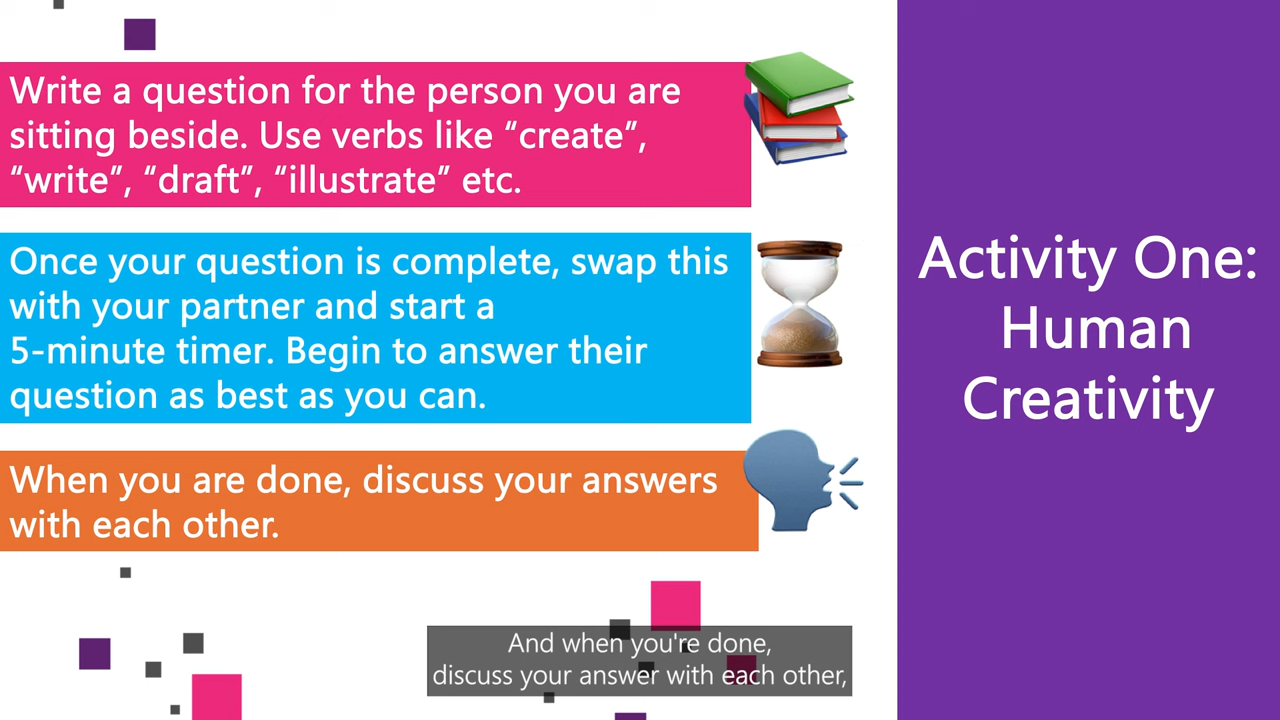 Write a question for the person you are
sitting beside. Use verbs like “create”,
“write”, “draft”, “illustrate” etc.
Once your question is complete, swap this
with your partner and start a
5-minute timer. Begin to answer their
question as best as you can.
When you are done, discuss your answers
with each other.
Activity One:
Human
Creativity
And when you're done,
discuss your answer with each other,